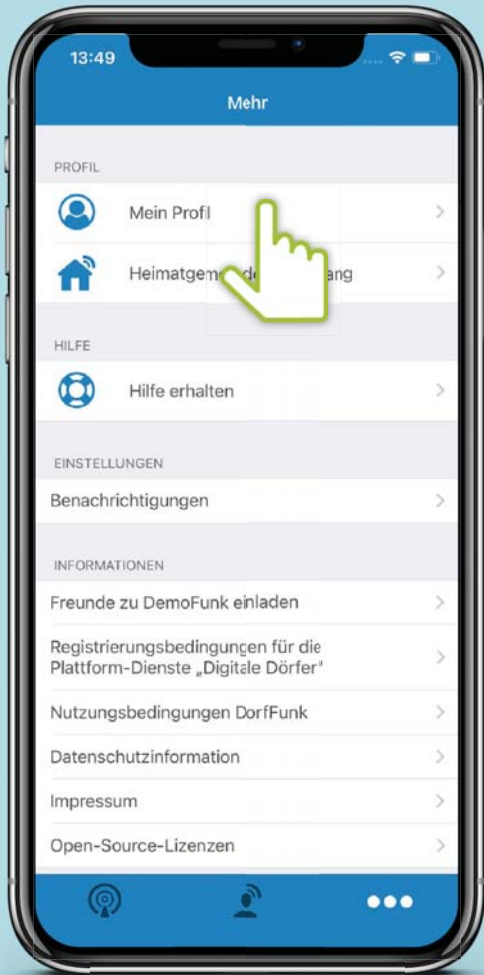 13:49
Mehr
PROFIL
Mein Profil
Heimatgemeinde
HILFE
Hilfe erhalten
EINSTELLUNGEN
Benachrichtigungen
INFORMATIONEN
Freunde zu DemoFunk einladen
Registrierungsbedingungen für die
Plattform-Dienste „Digitale Dörfer“
Nutzungsbedingungen DorfFunk
Datenschutzinformation
Impressum
Open-Source-Lizenzen